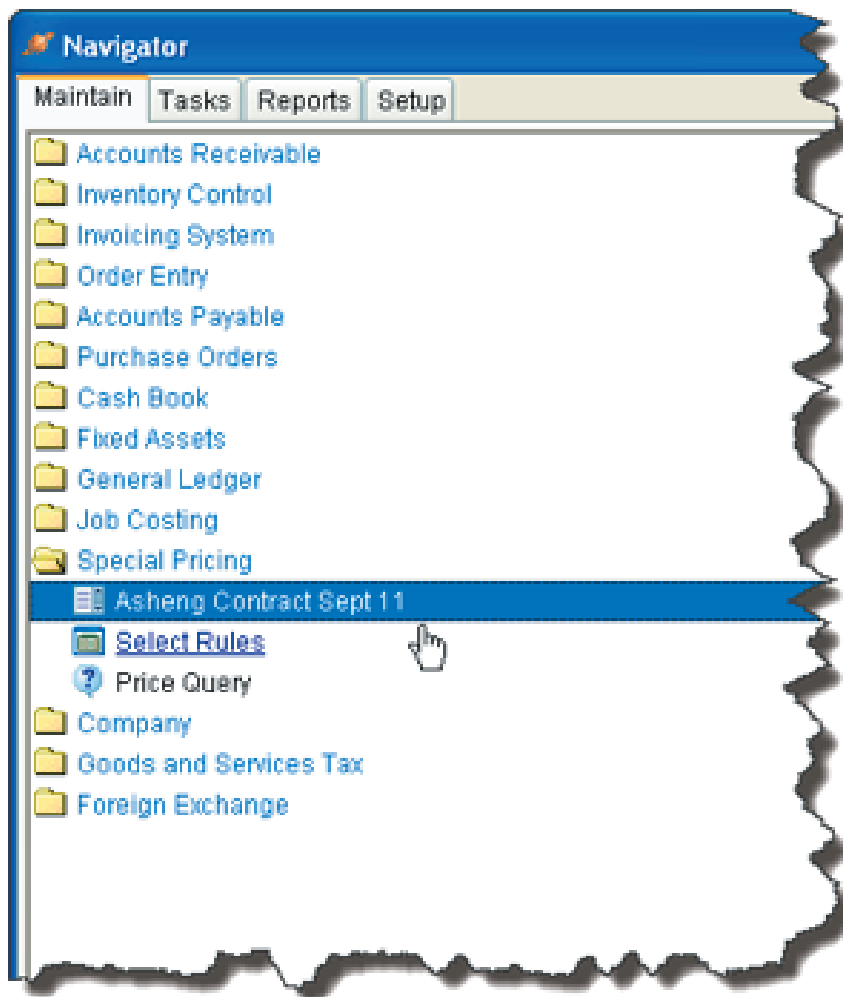 Navigator
Maintain Tasks Reports Setup
Accounts Receivable
Inventory Control
Invoicing System
Order Entry
Accounts Payable
Purchase Orders
Cash Book
Fixed Assets
General Ledger
Job Costing
Special Pricing
Asheng Contract Sept 11
Select Rules
Price Query
Company
Goods and Services Tax
Foreign Exchange